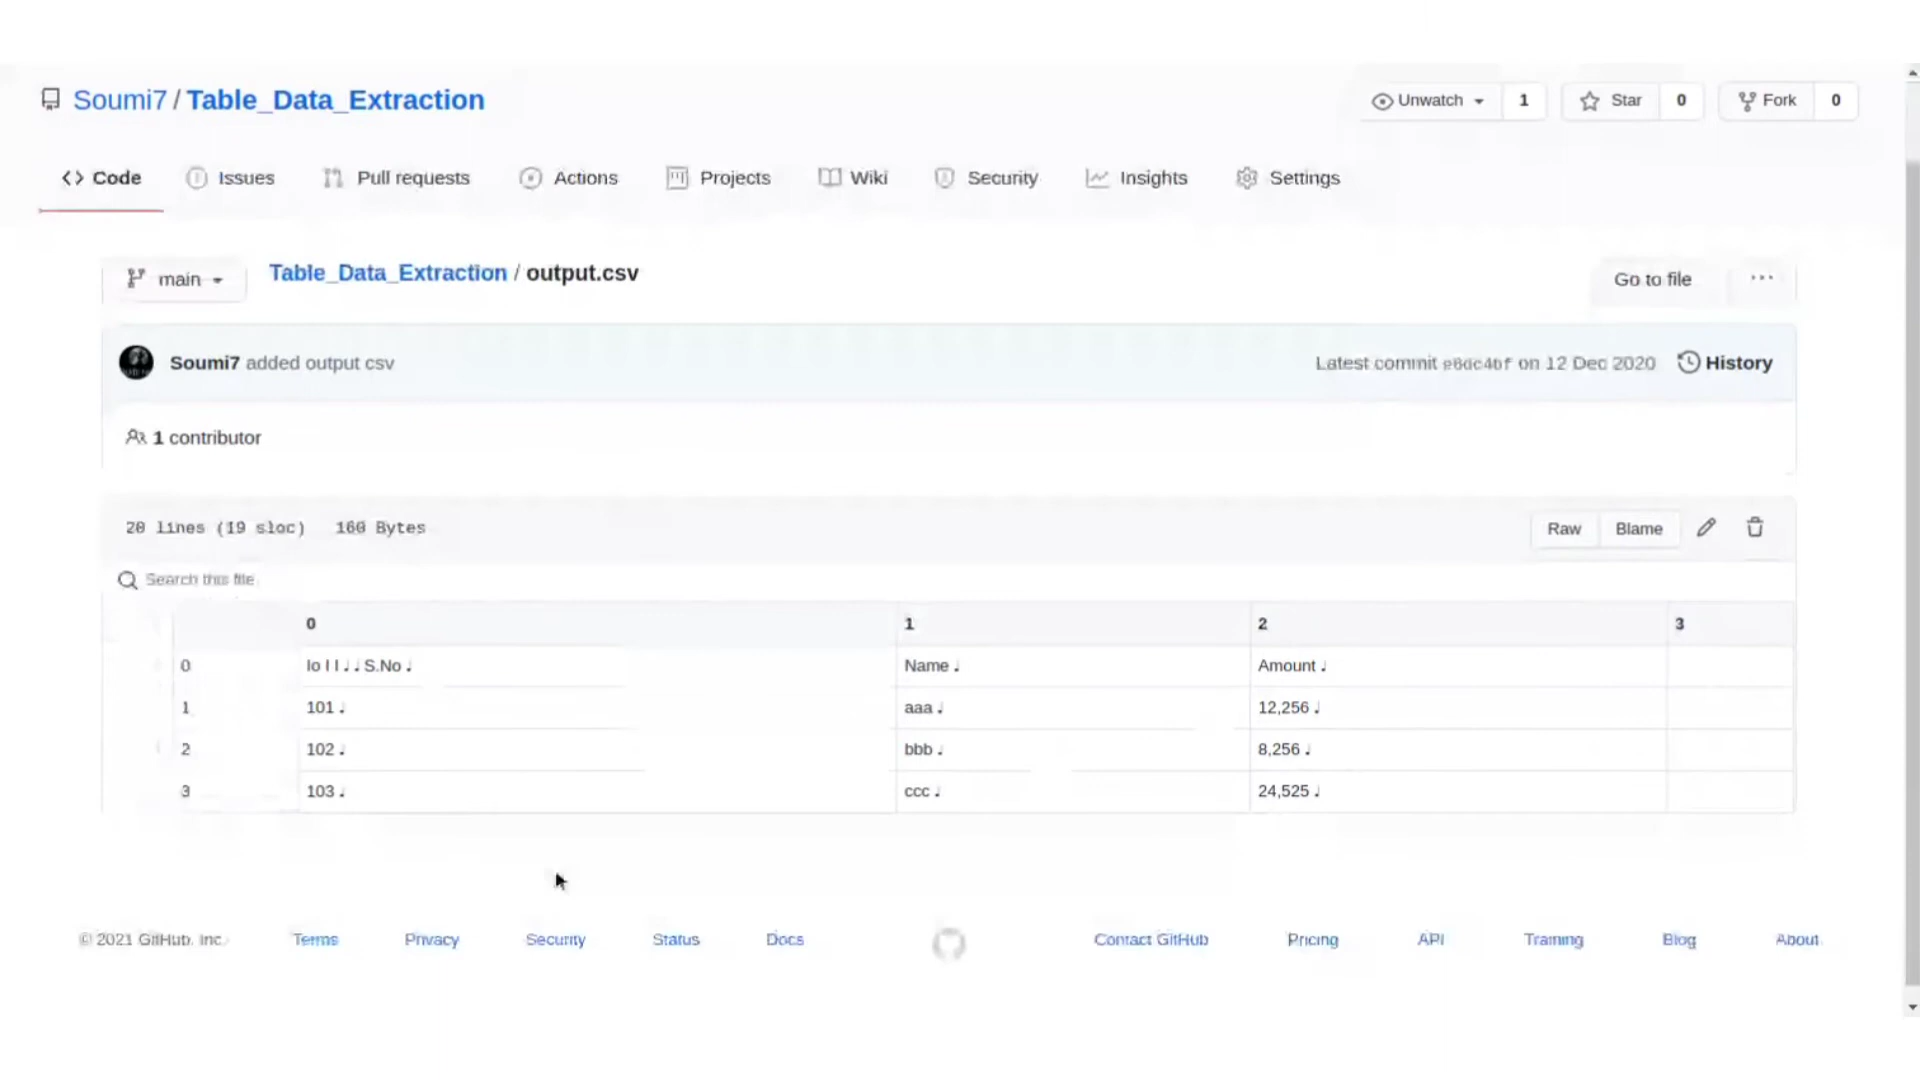 Soumi7 / Table_Data_Extraction
Unwatch 1 Star 0 Fork 0
Code Issues Pull requests Actions Projects Wiki Security Insights Settings
main Table_Data_Extraction / output.csv Go to file ...
Soumi7 added output csv Latest commit e6dc4bf on 12 Dec 2020 History
1 contributor
20 lines (19 sloc) 160 Bytes Raw Blame
Search this file
0 1 2 3
0 lo l l ♩ ♩ S.No ♩ Name ♩ Amount ♩
1 101 ♩ aaa ♩ 12,256 ♩
2 102 ♩ bbb ♩ 8,256 ♩
3 103 ♩ ccc ♩ 24,525 ♩
© 2021 GitHub, Inc. Terms Privacy Security Status Docs Contact GitHub Pricing API Training Blog About